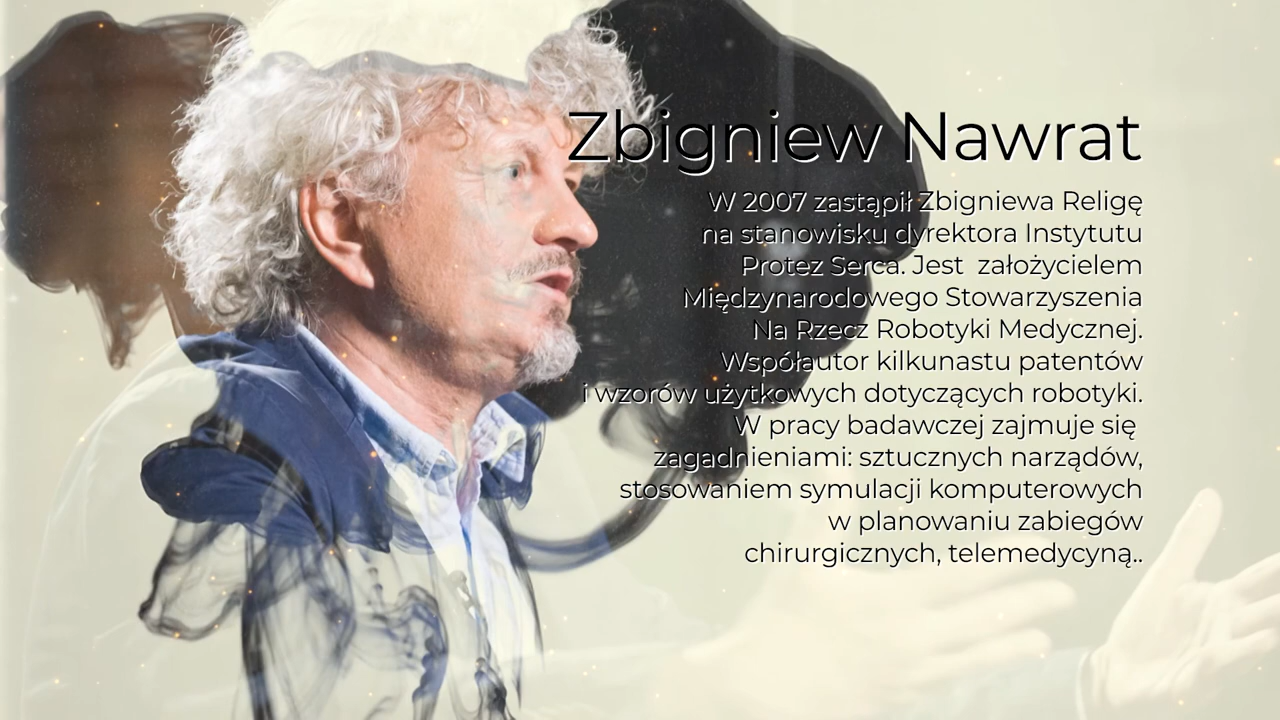 Zbigniew Nawrat
W 2007 zastąpił Zbigniewa Religę
na stanowisku dyrektora Instytutu
Protez Serca. Jest  założycielem
Międzynarodowego Stowarzyszenia
Na Rzecz Robotyki Medycznej.
Współautor kilkunastu patentów
i wzorów użytkowych dotyczących robotyki.
W pracy badawczej zajmuje się
zagadnieniami: sztucznych narządów,
stosowaniem symulacji komputerowych
w planowaniu zabiegów
chirurgicznych, telemedycyną..